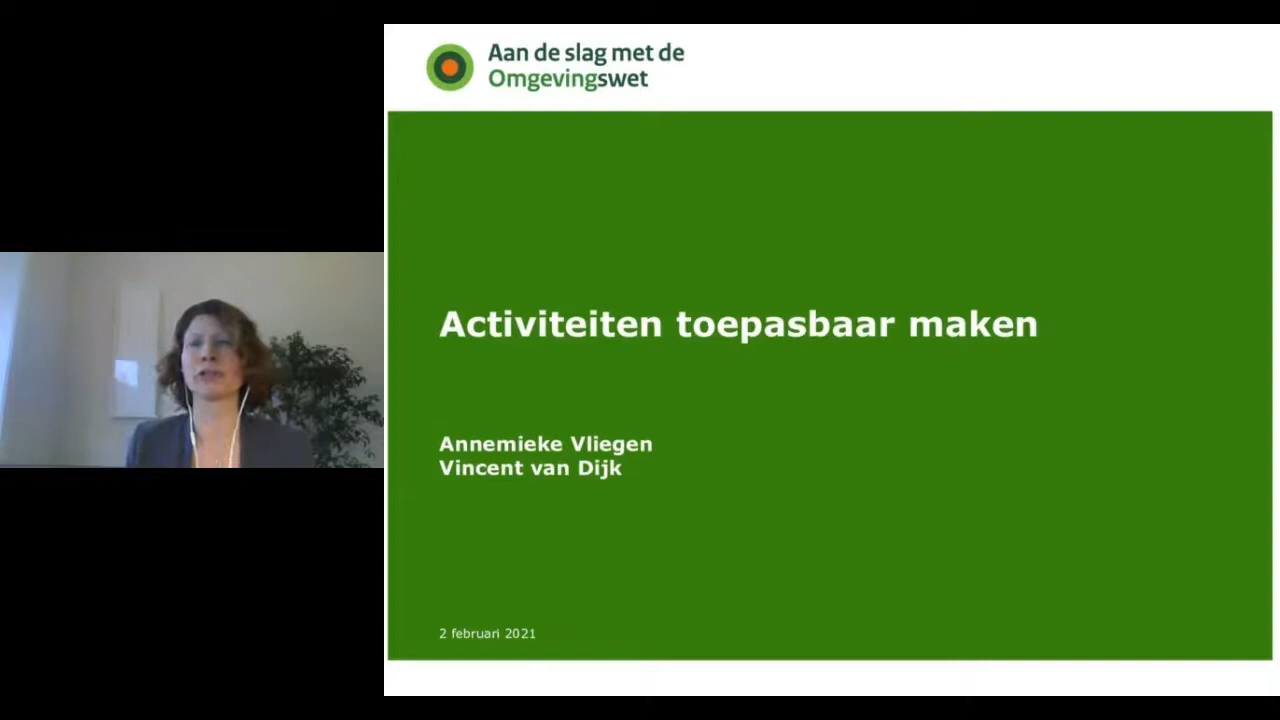 Aan de slag met de
Omgevingswet
Activiteiten toepasbaar maken
Annemieke Vliegen
Vincent van Dijk
2 februari 2021